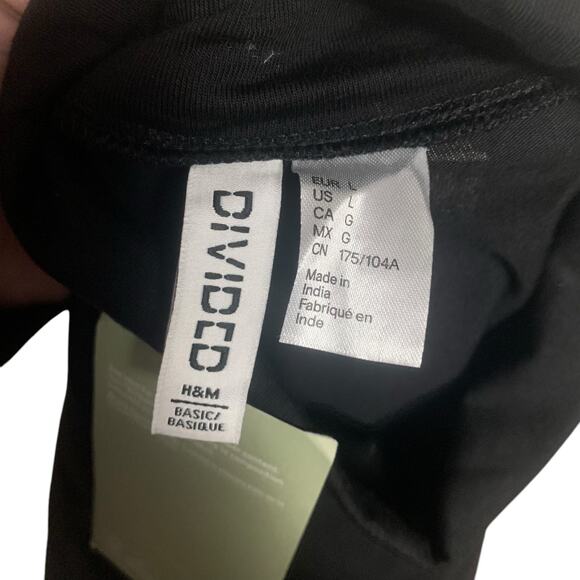 DIVIDED
H&M
BASIC/
BASIQUE
EUR L
US L
CA G
MX G
CN 175/104A
Made in
India
Fabriqué en
Inde